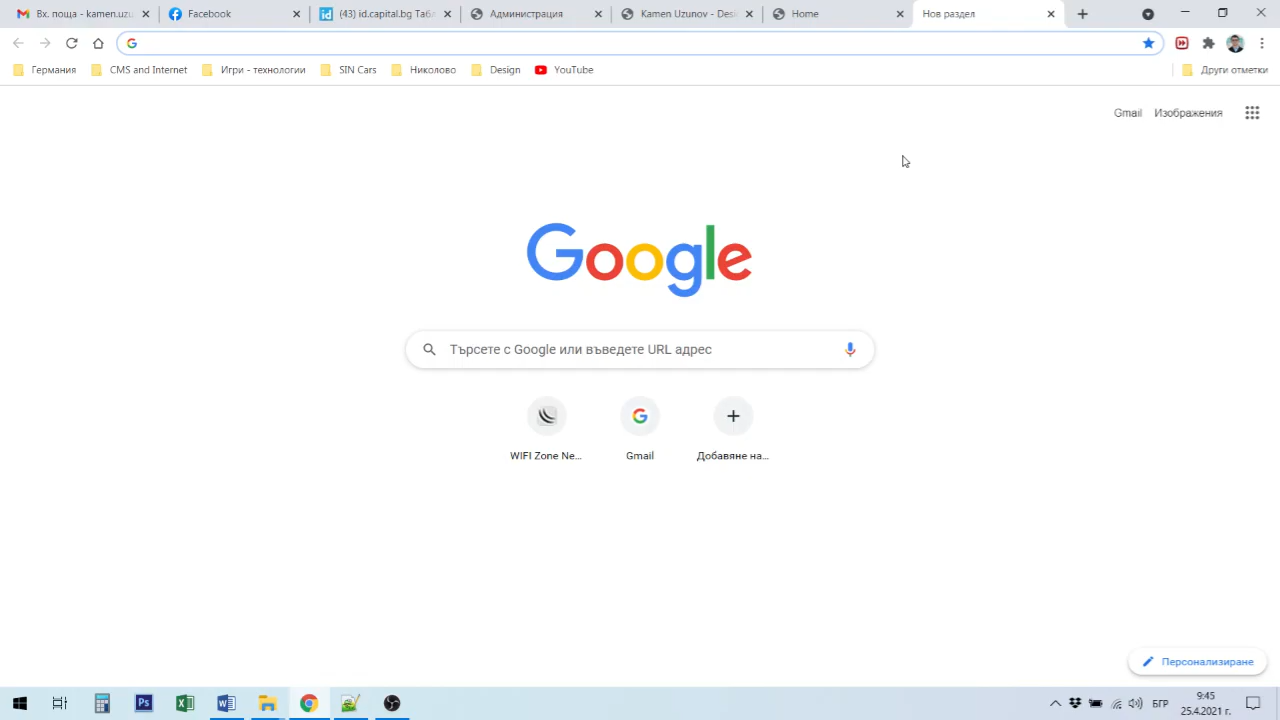 Вх. поща - kamen.uzu
Facebook
(43) id.capital.bg Табл
Администрация
Kamen Uzunov - Desi
Home
Нов раздел
Германия
CMS and Internet
Игри - технологии
SIN Cars
Николово
Design
YouTube
Други отметки
Gmail
Изображения
Google
Търсете с Google или въведете URL адрес
WIFI Zone Ne...
Gmail
Добавяне на...
Персонализиране
БГР
9:45
25.4.2021 г.